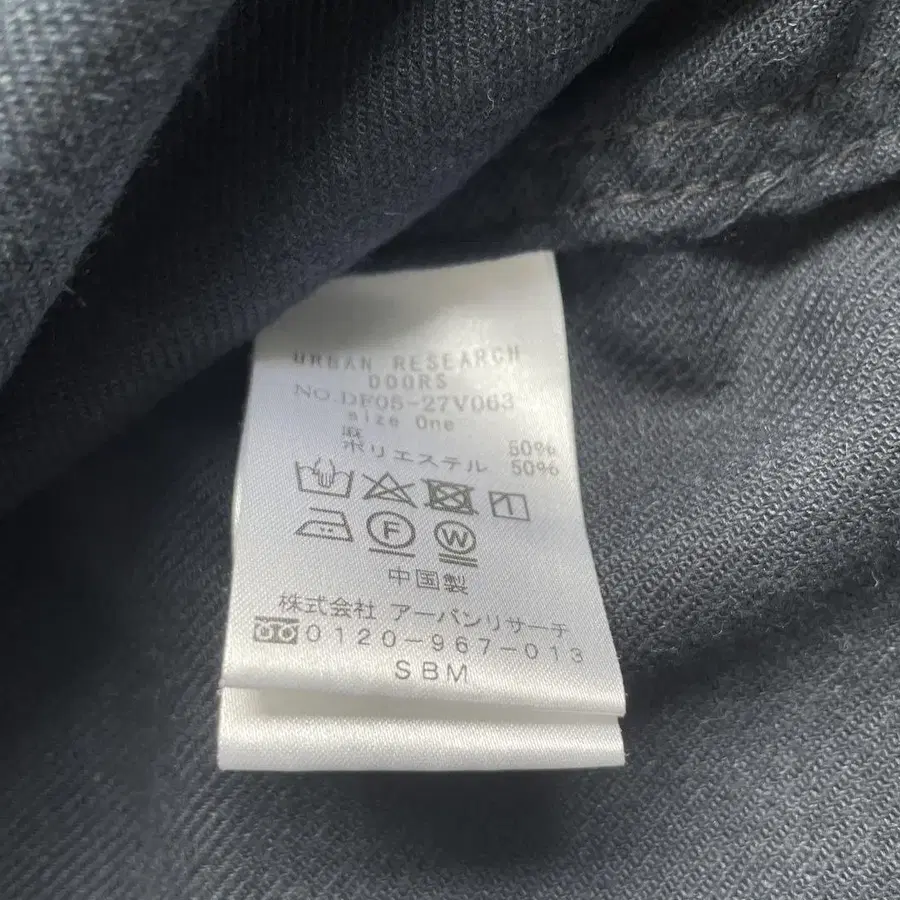 URBAN RESEARCH
DOORS
NO.DF05-27V063
size One
麻 50%
ポリエステル 50%
F W
中国製
株式会社 アーバンリサーチ
0120-967-013
SBM